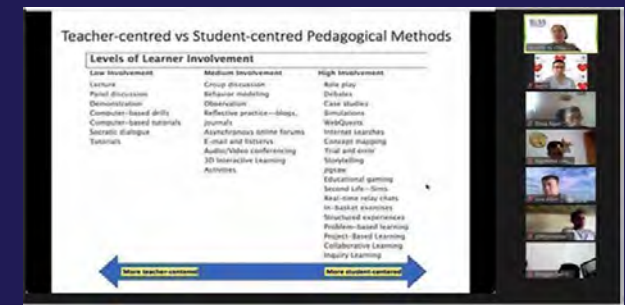 Teacher-centred vs Student-centred Pedagogical Methods
Levels of Learner Involvement
Low Involvement
Lecture
Panel discussion
Demonstration
Computer-based drills
Computer-based tutorials
Socratic dialogue
Tutorials
Medium Involvement
Group discussion
Behavior modeling
Observation
Reflective practice—blogs,
journals
Asynchronous online forums
E-mail and listservs
Audio/Video conferencing
3D Interactive Learning
Activities
High Involvement
Role play
Debates
Case studies
Simulations
WebQuests
Internet searches
Concept mapping
Trial and error
Storytelling
Jigsaw
Educational gaming
Second Life—Sims
Real-time relay chats
In-basket exercises
Structured experiences
Problem-based learning
Project-Based Learning
Collaborative Learning
Inquiry Learning
More teacher-centered
More student-centered